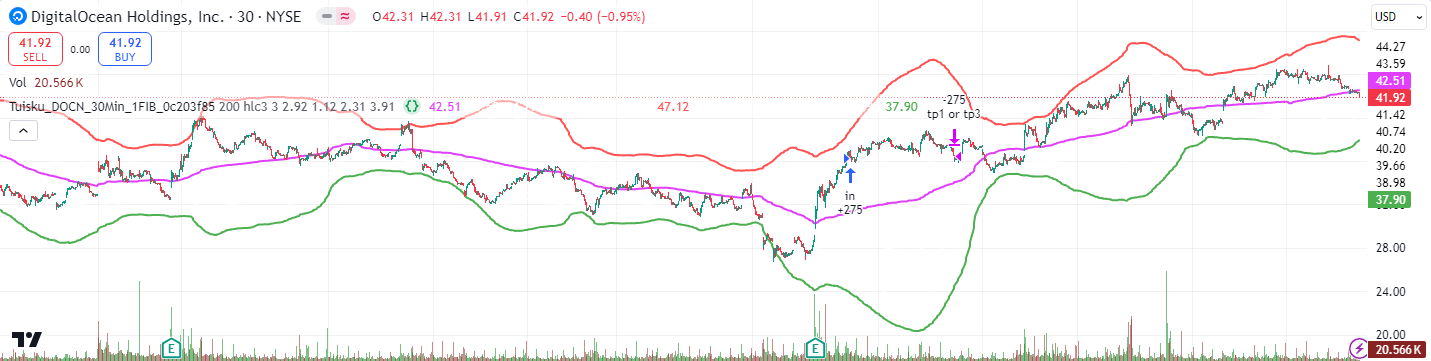 DigitalOcean Holdings, Inc. · 30 · NYSE
O42.31 H42.31 L41.91 C41.92 −0.40 (−0.95%)
USD
41.92
SELL
0.00
41.92
BUY
Vol 20.566 K
Tuisku_DOCN_30Min_1FIB_0c203f85 200 hlc3 3 2.92 1.12 2.31 3.91 {} 42.51 47.12 37.90
-275
tp1 or tp3
in
+275
44.27
43.59
42.51
41.92
41.42
40.74
40.20
39.66
38.98
37.90
28.00
24.00
20.00
20.566 K
E
E